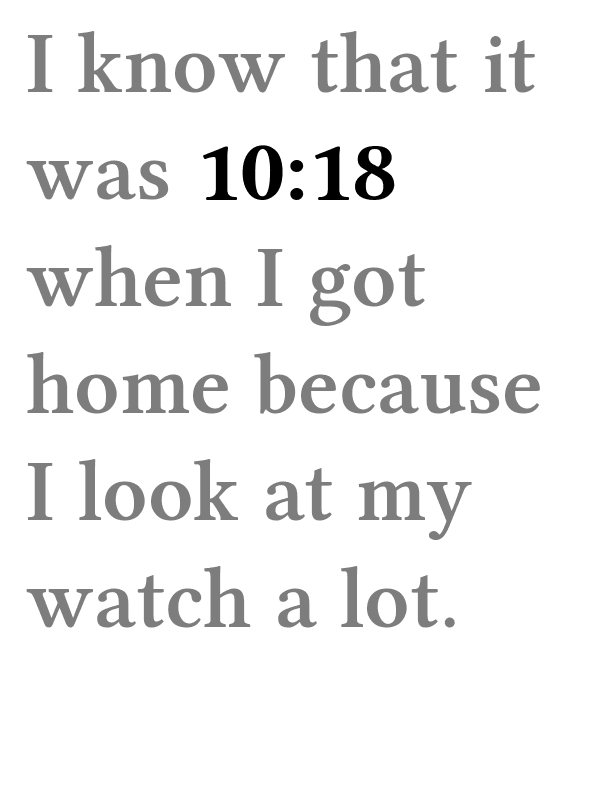 I know that it
was 10:18
when I got
home because
I look at my
watch a lot.